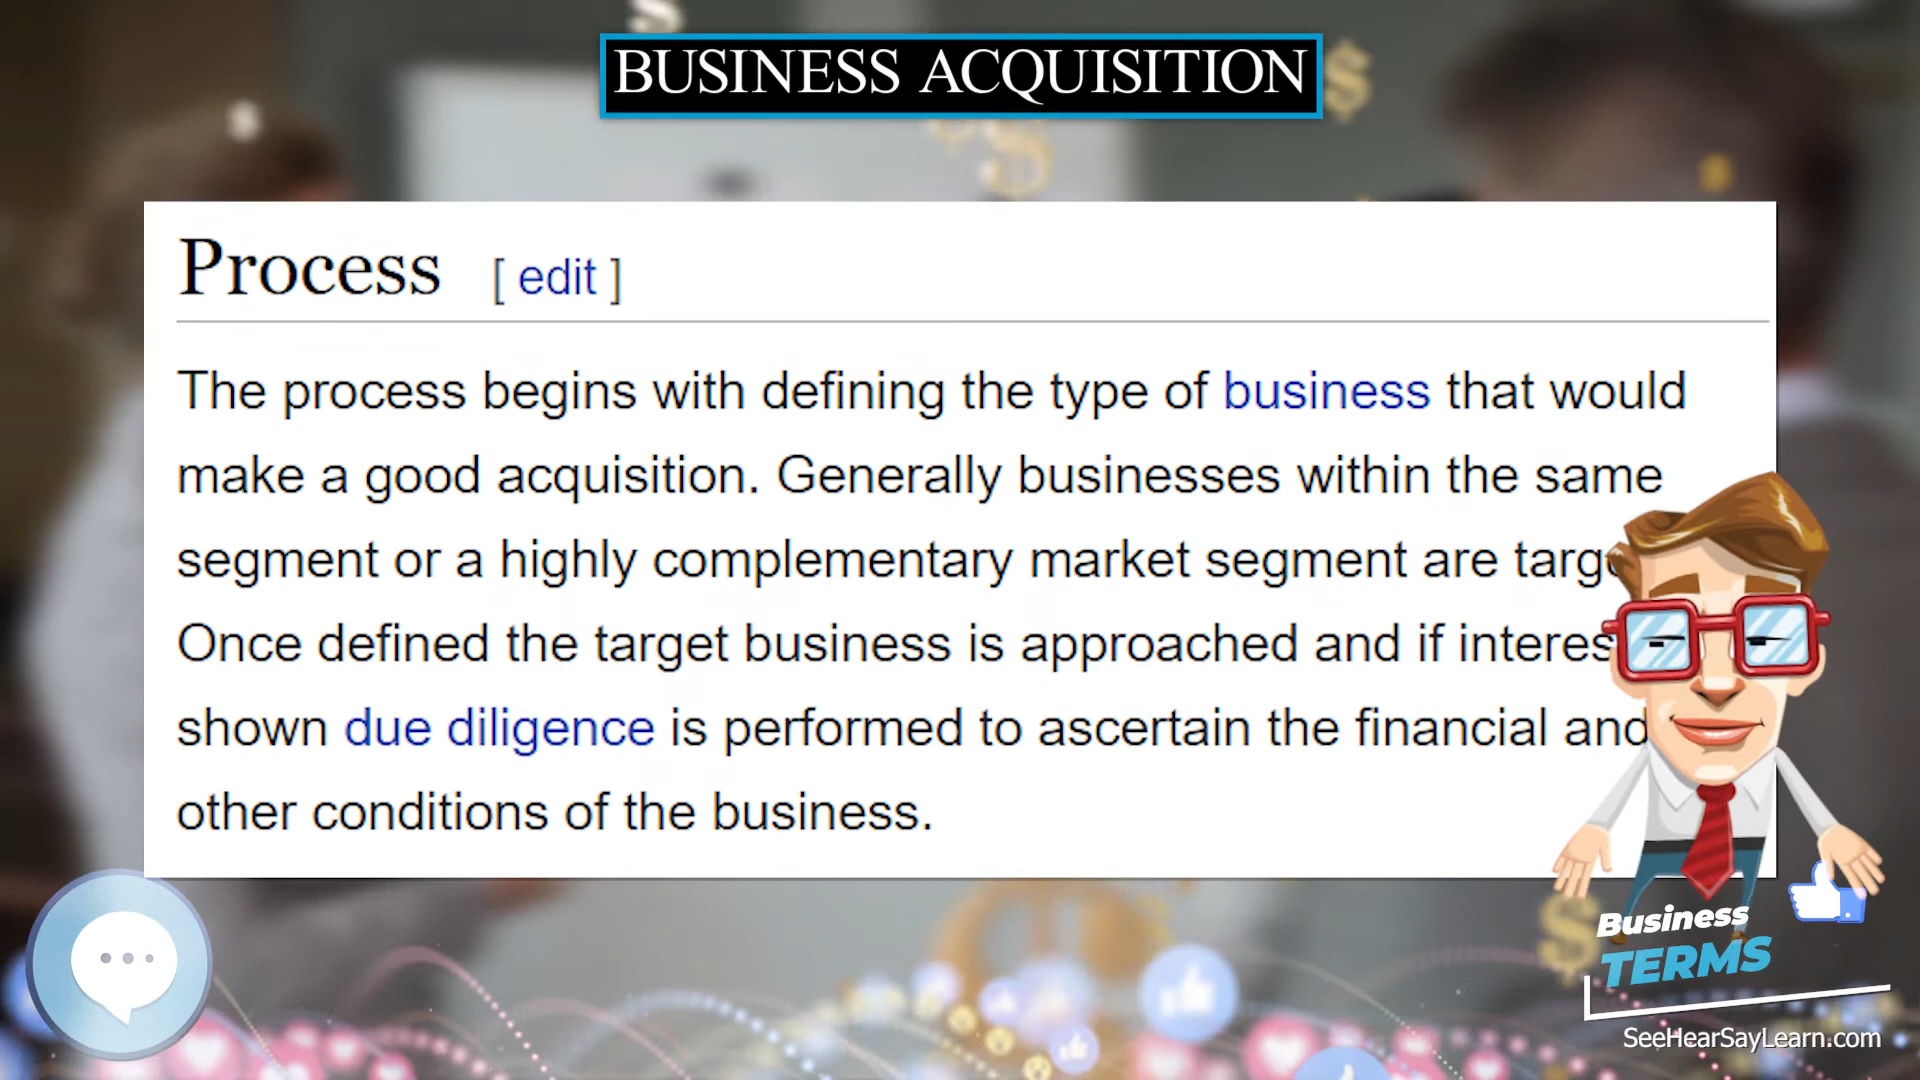 BUSINESS ACQUISITION
Process [ edit ]
The process begins with defining the type of business that would
make a good acquisition. Generally businesses within the same
segment or a highly complementary market segment are
Once defined the target business is approached and if
shown due diligence is performed to ascertain the financial and
other conditions of the business.
Business
TERMS
SeeHearSayLearn.com